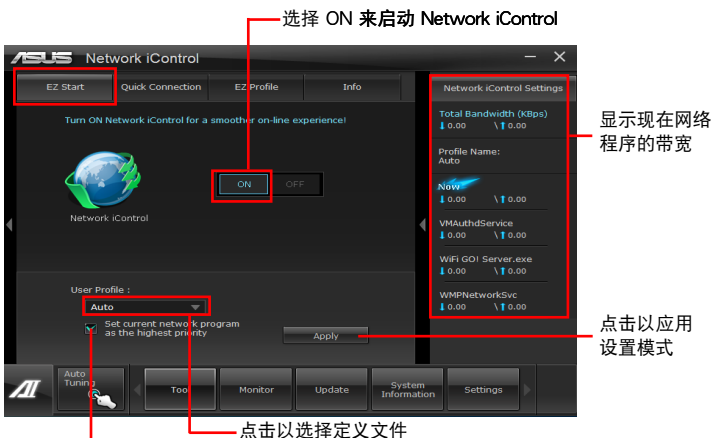 选择 ON 来启动 Network iControl
ASUS Network iControl
EZ Start
Quick Connection
EZ Profile
Info
Turn ON Network iControl for a smoother on-line experience!
ON
OFF
Network iControl
User Profile :
Auto
Set current network program
as the highest priority
Apply
Network iControl Settings
Total Bandwidth (KBps)
0.00 \ 0.00
Profile Name:
Auto
Now
0.00 \ 0.00
VMAuthdService
0.00 \ 0.00
WiFi GO! Server.exe
0.00 \ 0.00
WMPNetworkSvc
0.00 \ 0.00
显示现在网络
程序的带宽
点击以应用
设置模式
Auto
Tuning
Tool
Monitor
Update
System
Information
Settings
点击以选择定义文件